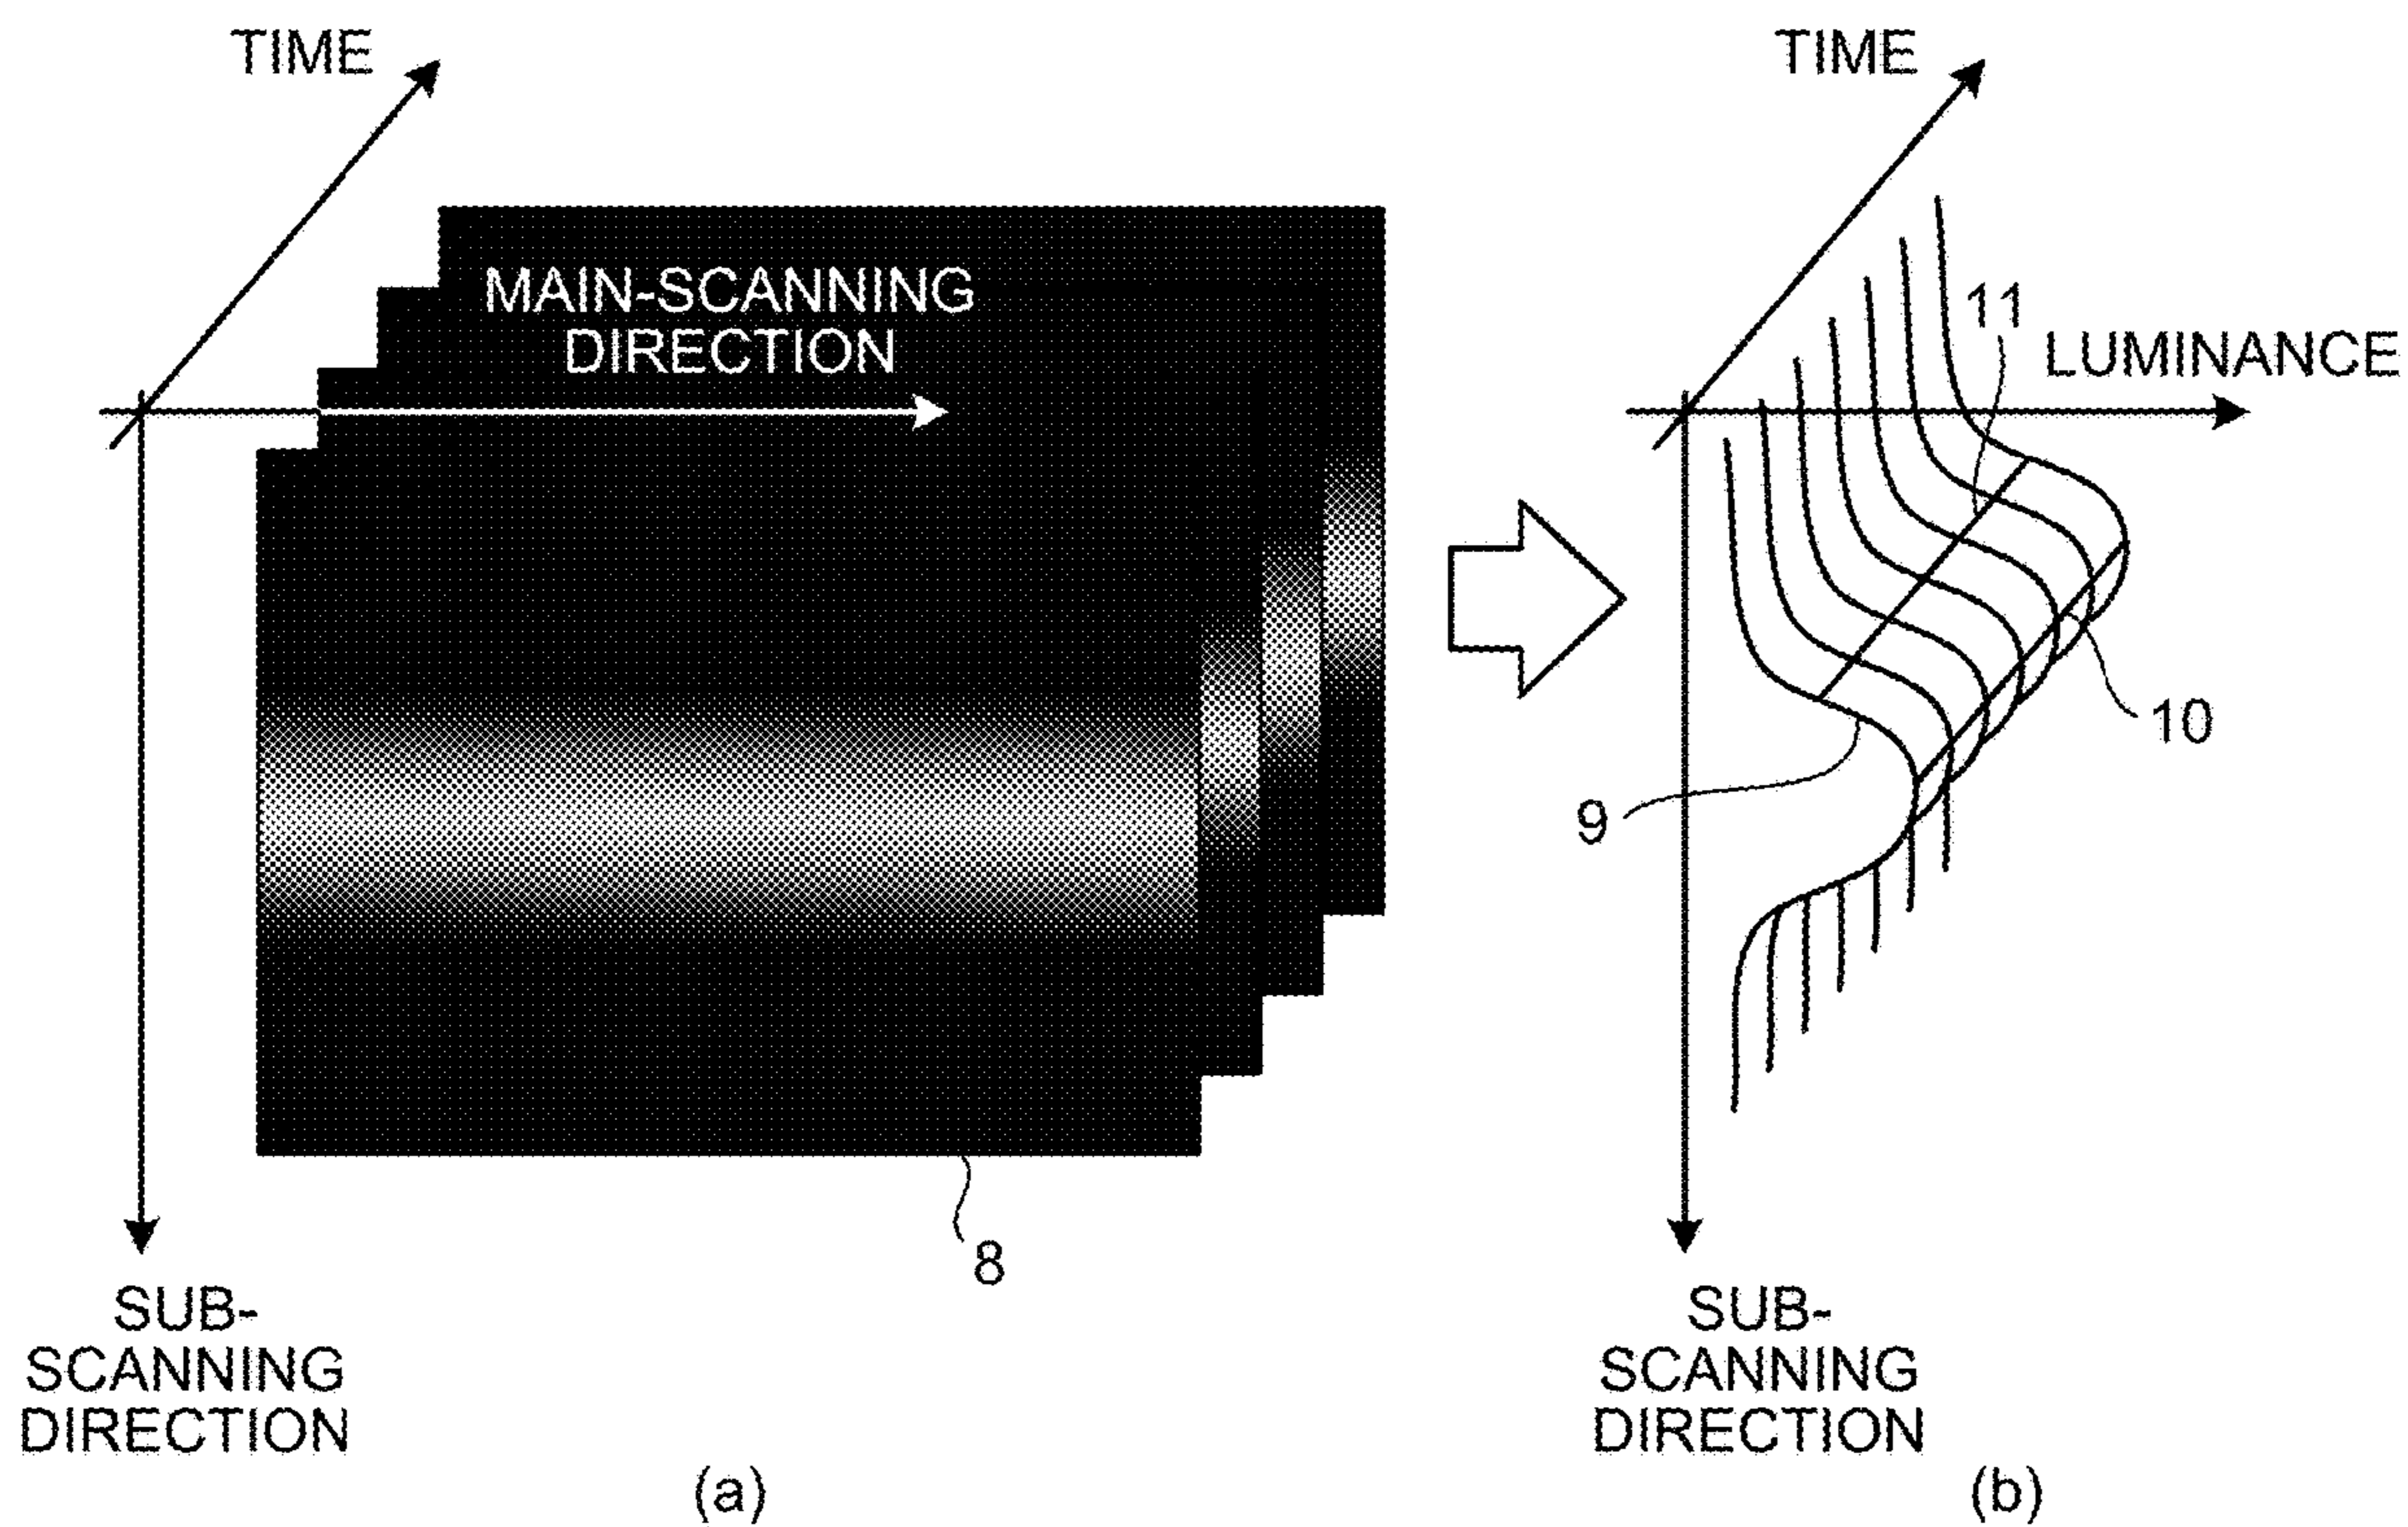 TIME
MAIN-SCANNING
DIRECTION
8
SUB-
SCANNING
DIRECTION
(a)
TIME
11
LUMINANCE
10
9
SUB-
SCANNING
DIRECTION
(b)